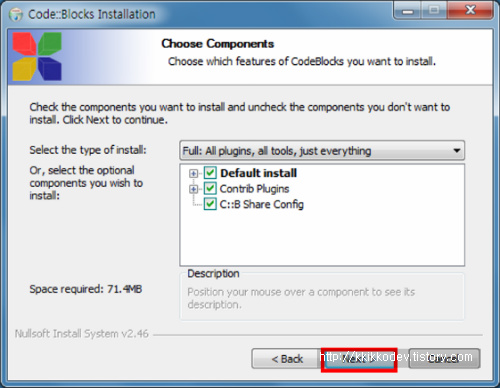 Code::Blocks Installation
Choose Components
Choose which features of CodeBlocks you want to install.
Check the components you want to install and uncheck the components you don't want to
install. Click Next to continue.
Select the type of install:
Full: All plugins, all tools, just everything
Or, select the optional
components you wish to
install:
Default install
Contrib Plugins
C::B Share Config
Space required: 71.4MB
Description
Position your mouse over a component to see its
description.
Nullsoft Install System v2.46
< Back
http://kkikkodev.tistory.com